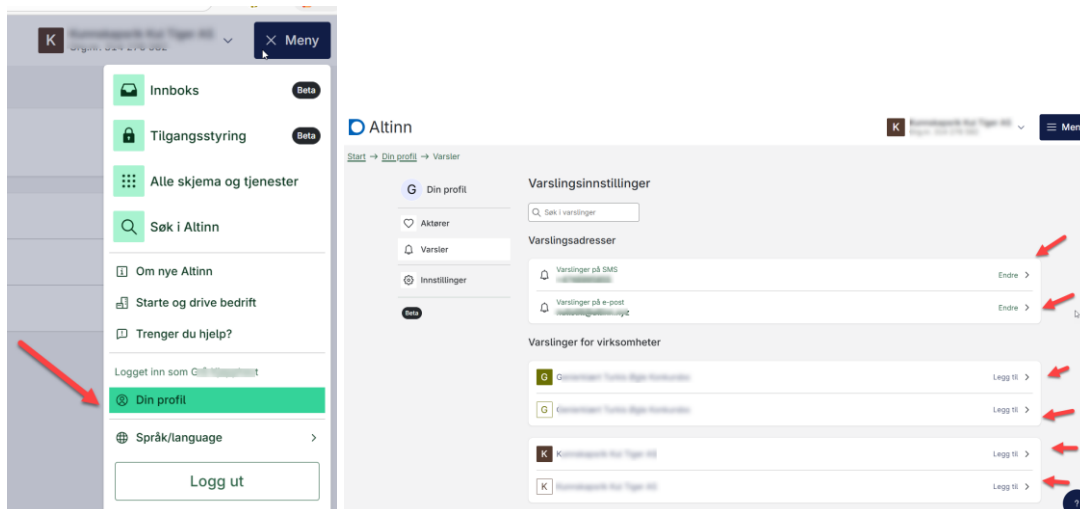 K
Meny
Innboks
Beta
Tilgangsstyring
Beta
Alle skjema og tjenester
Søk i Altinn
Om nye Altinn
Starte og drive bedrift
Trenger du hjelp?
Logget inn som
Din profil
Språk/language
Logg ut
Altinn
K
Men
Start → Din profil → Varsler
G Din profil
Aktører
Varsler
Innstillinger
Beta
Varslingsinnstillinger
Søk i varslinger
Varslingsadresser
Varslinger på SMS
Endre
Varslinger på e-post
Endre
Varslinger for virksomheter
G
Legg til
G
Legg til
K
Legg til
K
Legg til
?